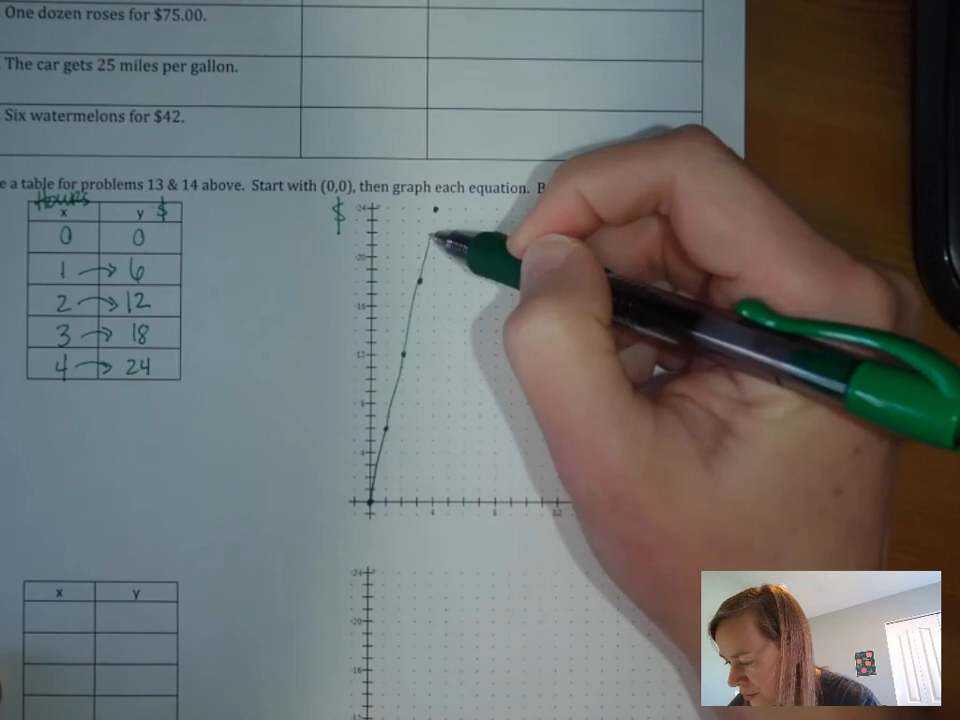 One dozen roses for $75.00.
The car gets 25 miles per gallon.
Six watermelons for $42.
e a table for problems 13 & 14 above. Start with (0,0), then graph each equation. B
Hours $
x y
0 0
1 6
2 12
3 18
4 24
$
24
20
16
12
8
4
4 8 12
x y
24
20
16
12